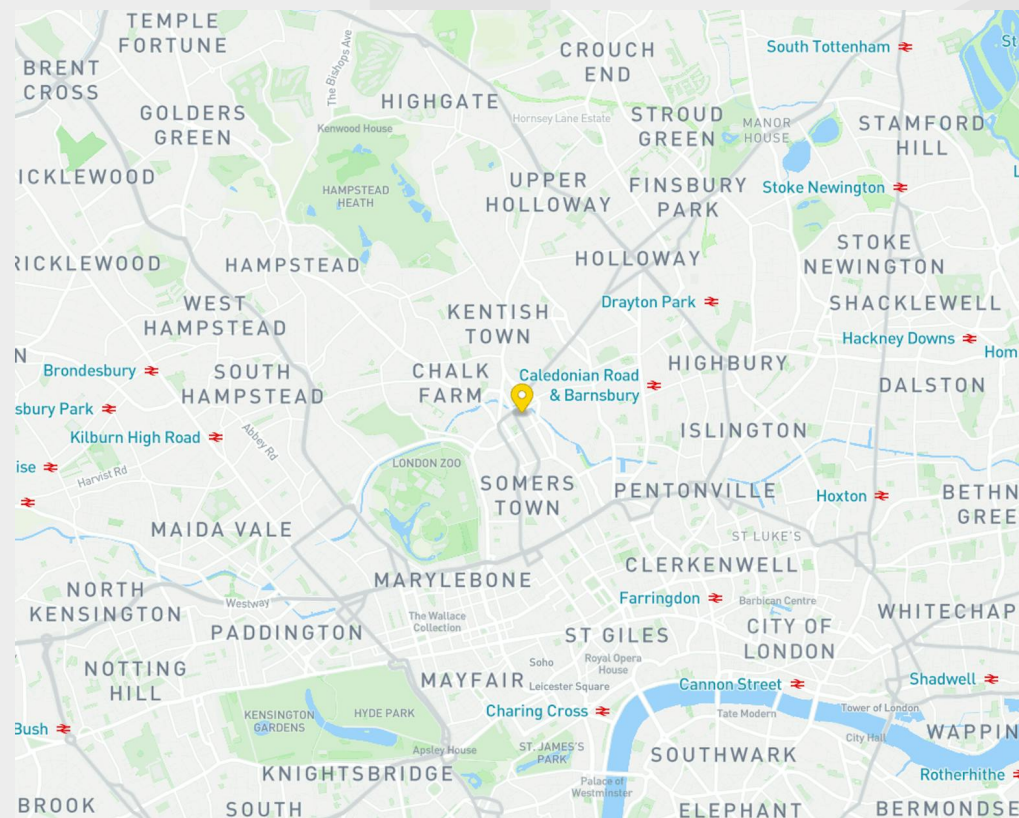 TEMPLE
FORTUNE
The Bishops Ave
CROUCH
END
South Tottenham
St
BRENT
CROSS
HIGHGATE
GOLDERS
GREEN
Kenwood House
Hornsey Lane Estate
STROUD
GREEN
MANOR
HOUSE
STAMFORD
HILL
ICKLEWOOD
HAMPSTEAD
HEATH
UPPER
HOLLOWAY
FINSBURY
PARK
Stoke Newington
L
STOKE
NEWINGTON
RICKLEWOOD
HAMPSTEAD
HOLLOWAY
WEST
HAMPSTEAD
KENTISH
TOWN
Drayton Park
SHACKLEWELL
Hackney Downs
Hom
N
Brondesbury
SOUTH
HAMPSTEAD
CHALK
FARM
Caledonian Road
& Barnsbury
HIGHBURY
DALSTON
sbury Park
Kilburn High Road
Abbey Rd
ISLINGTON
ise
Harvist Rd
LONDON ZOO
SOMERS
TOWN
PENTONVILLE
Hoxton
BETHN
GREE
MAIDA VALE
ST LUKE'S
CLERKENWELL
MARYLEBONE
NORTH
KENSINGTON
Westway
The Wallace
Collection
Farringdon
Barbican Centre
WHITECHAP
PADDINGTON
ST GILES
CITY OF
LONDON
NOTTING
HILL
MAYFAIR
Soho
Royal Opera
House
Leicester Square
Cannon Street
Shadwell
KENSINGTON
GARDENS
HYDE PARK
Charing Cross
Tate Modern
Tower of London
Bush
Apsley House
ST. JAMES'S
PARK
City Hall
WAPPIN
SOUTHWARK
KNIGHTSBRIDGE
Palace of
Westminster
Rotherhithe
BROOK
SOUTH
ELEPHANT
BERMONDSE